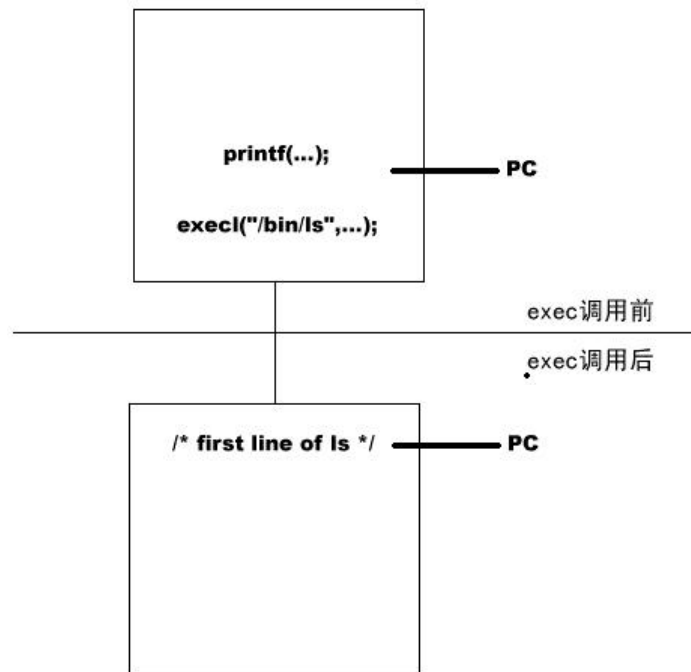 printf(...);
PC
execl("/bin/ls",...);
exec调用前
exec调用后
/* first line of ls */
PC